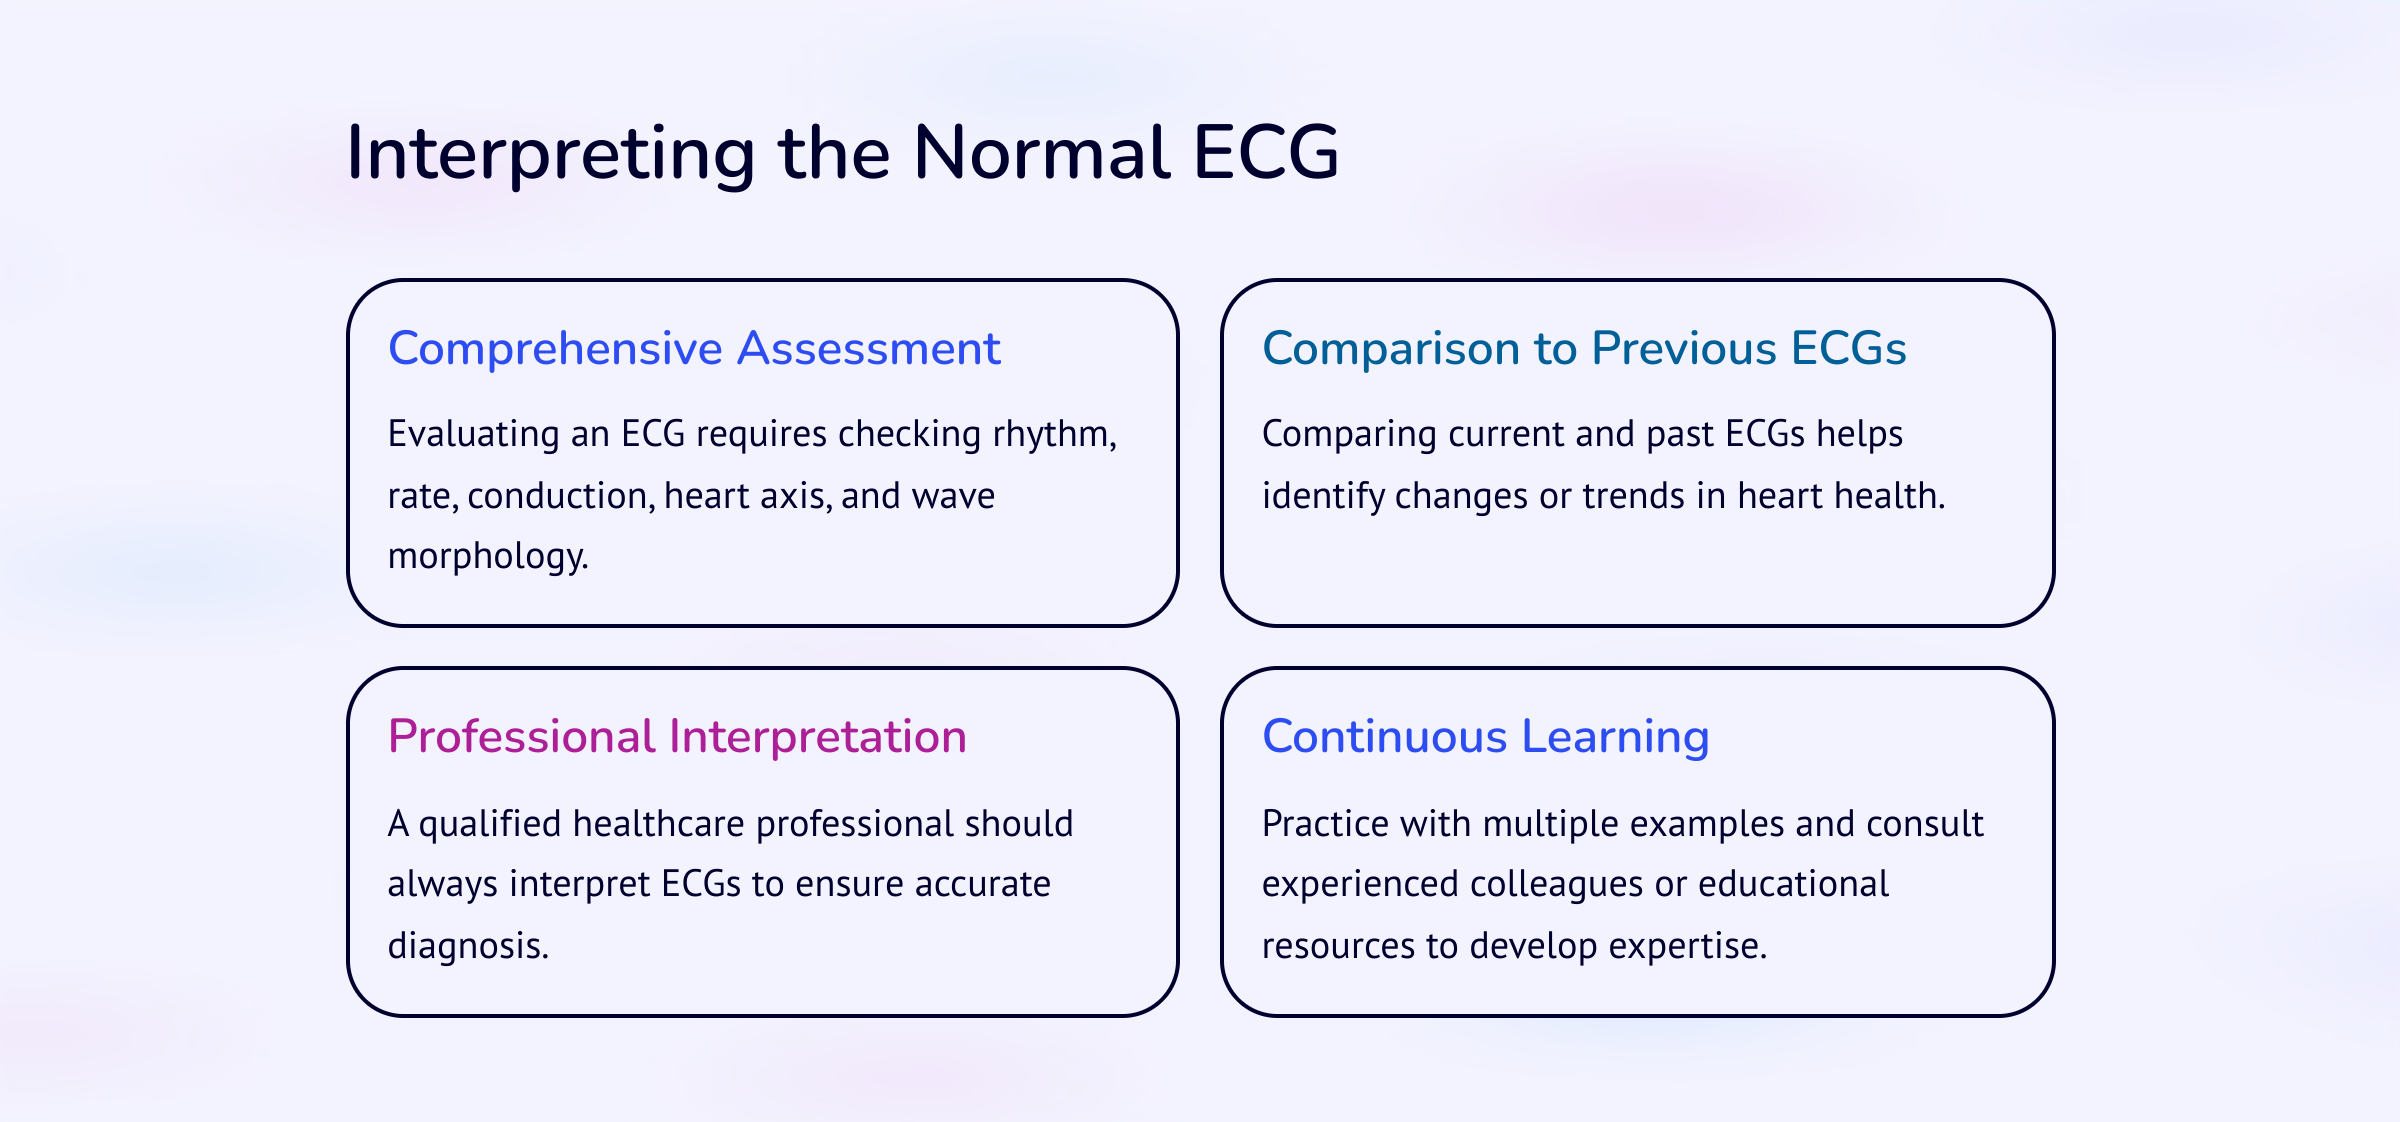 Interpreting the Normal ECG
Comprehensive Assessment
Evaluating an ECG requires checking rhythm,
rate, conduction, heart axis, and wave
morphology.
Comparison to Previous ECGs
Comparing current and past ECGs helps
identify changes or trends in heart health.
Professional Interpretation
A qualified healthcare professional should
always interpret ECGs to ensure accurate
diagnosis.
Continuous Learning
Practice with multiple examples and consult
experienced colleagues or educational
resources to develop expertise.